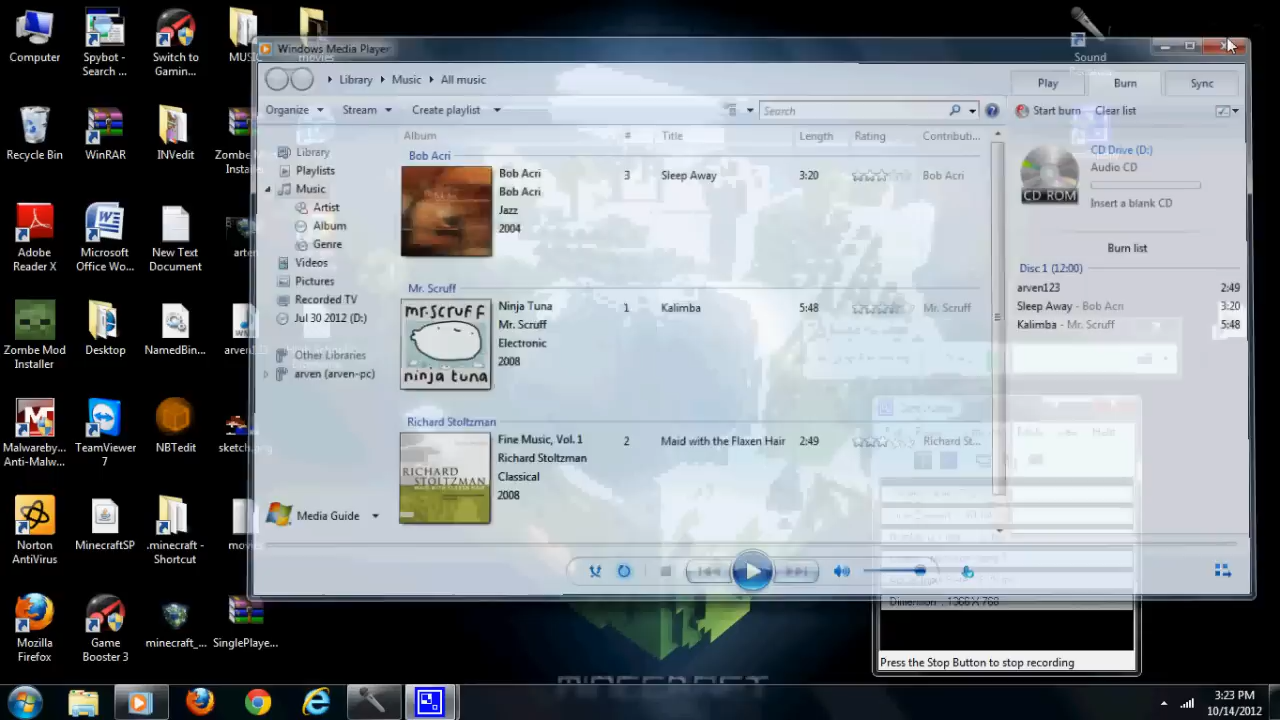 Computer
Spybot - Search ...
Switch to Gamin...
MUSI
movies
Sound
Recycle Bin
WinRAR
INVedit
Zombe Installe
Adobe Reader X
Microsoft Office Wo...
New Text Document
arter
Zombe Mod Installer
Desktop
NamedBin...
Malwareby... Anti-Malw...
TeamViewer 7
NBTedit
sketch.png
Norton AntiVirus
MinecraftSP
.minecraft - Shortcut
Mozilla Firefox
Game Booster 3
minecraft_...
SinglePlaye...
Windows Media Player
Library Music All music
Play Burn Sync
Organize Stream Create playlist Search Start burn Clear list
Album # Title Length Rating Contributi...
Library
Playlists
Music
Artist
Album
Genre
Videos
Pictures
Recorded TV
Jul 30 2012 (D:)
Other Libraries
arven (arven-pc)
Media Guide
Bob Acri
Bob Acri 3 Sleep Away 3:20 Bob Acri
Bob Acri
Jazz
2004
Mr. Scruff
Ninja Tuna 1 Kalimba 5:48 Mr. Scruff
Mr. Scruff
Electronic
2008
mr.scruff
ninja tuna
Richard Stoltzman
Fine Music, Vol. 1 2 Maid with the Flaxen Hair 2:49 Richard St...
Richard Stoltzman
Classical
2008
RICHARD
STOLTZMAN
CD Drive (D:)
Audio CD
CD ROM
Insert a blank CD
Burn list
Disc 1 (12:00)
arven123 2:49
Sleep Away - Bob Acri 3:20
Kalimba - Mr. Scruff 5:48
Dimension : 1366 X 768
Press the Stop Button to stop recording
MINECRAFT
3:23 PM
10/14/2012